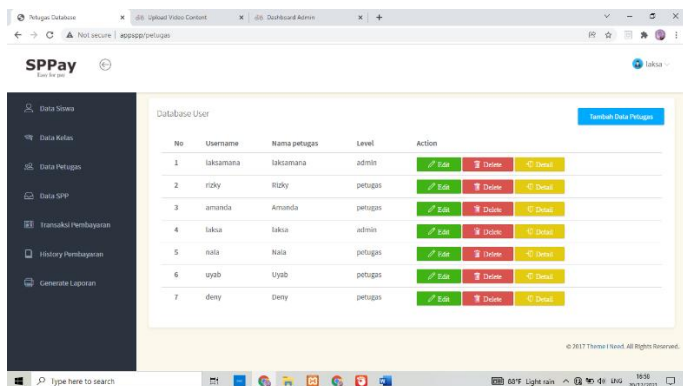 Petugas Database
Upload Video Content
Dashboard Admin
Not secure | appspp/petugas
SPPay
Easy for pay
laksa
Data Siswa
Data Kelas
Data Petugas
Data SPP
Transaksi Pembayaran
History Pembayaran
Generate Laporan
Database User
Tambah Data Petugas
No Username Nama petugas Level Action
1 laksamana laksamana admin Edit Delete Detail
2 rizky Rizky petugas Edit Delete Detail
3 amanda Amanda petugas Edit Delete Detail
4 laksa laksa admin Edit Delete Detail
5 nala Nala petugas Edit Delete Detail
6 uyab Uyab petugas Edit Delete Detail
7 deny Deny petugas Edit Delete Detail
© 2017 Theme I Need. All Rights Reserved.
Type here to search
Light rain
ENG
16:50